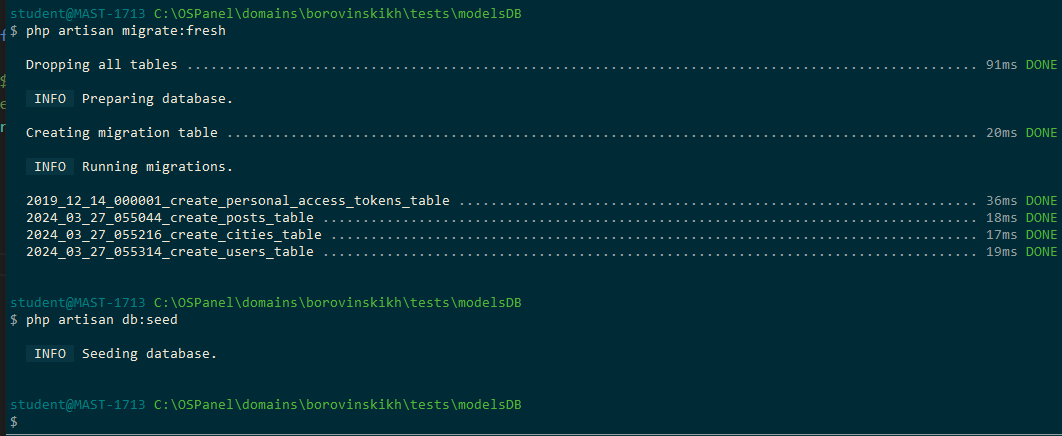 student@MAST-1713 C:\OSPanel\domains\borovinskikh\tests\modelsDB
$ php artisan migrate:fresh
Dropping all tables .................................................................................................. 91ms DONE
INFO Preparing database.
Creating migration table ............................................................................................. 20ms DONE
INFO Running migrations.
2019_12_14_000001_create_personal_access_tokens_table ................................................................ 36ms DONE
2024_03_27_055044_create_posts_table ................................................................................. 18ms DONE
2024_03_27_055216_create_cities_table ................................................................................ 17ms DONE
2024_03_27_055314_create_users_table ................................................................................. 19ms DONE
student@MAST-1713 C:\OSPanel\domains\borovinskikh\tests\modelsDB
$ php artisan db:seed
INFO Seeding database.
student@MAST-1713 C:\OSPanel\domains\borovinskikh\tests\modelsDB
$